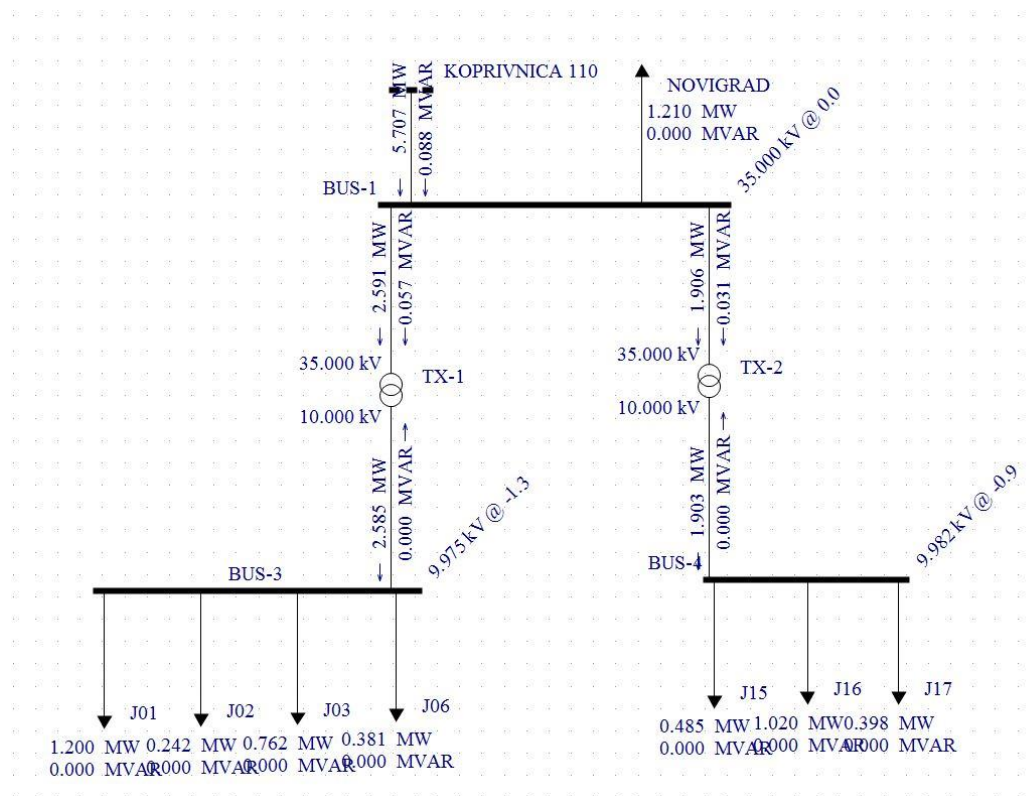 KOPRIVNICA 110
5.707 MW
0.088 MVAR
NOVIGRAD
1.210 MW
0.000 MVAR
35.000 kV @ 0.0
BUS-1
2.591 MW
0.057 MVAR
1.906 MW
0.031 MVAR
35.000 kV
TX-1
10.000 kV
35.000 kV
TX-2
10.000 kV
2.585 MW
0.000 MVAR
9.975 kV @ -1.3
1.903 MW
0.000 MVAR
9.982 kV @ -0.9
BUS-3
BUS-4
J01
1.200 MW
0.000 MVAR
J02
0.242 MW
0.000 MVAR
J03
0.762 MW
0.000 MVAR
J06
0.381 MW
0.000 MVAR
J15
0.485 MW
0.000 MVAR
J16
1.020 MW
0.000 MVAR
J17
0.398 MW
0.000 MVAR